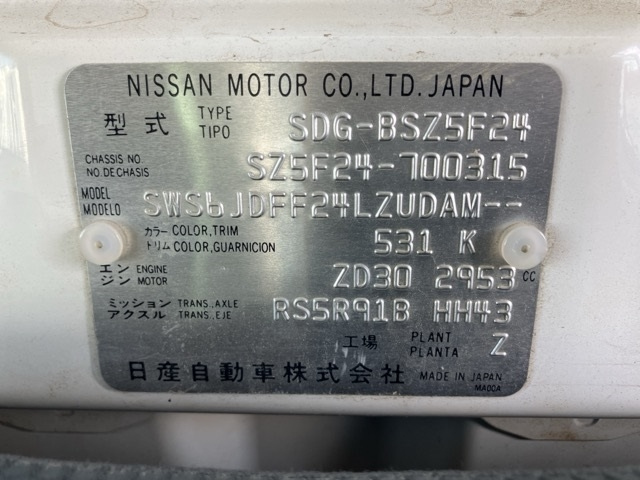 NISSAN MOTOR CO.,LTD. JAPAN
型式 TYPE TIPO SDG-BSZ5F24
CHASSIS NO. NO.DE CHASIS SZ5F24-700315
MODEL MODELO SWS6JDFF24LZUDAM--
カラー COLOR,TRIM トリム COLOR,GUARNICION 531 K
エンジン ENGINE MOTOR ZD30 2953 CC
ミッション TRANS.,AXLE アクスル TRANS.,EJE RS5R91B HH43
工場 PLANT PLANTA Z
日産自動車株式会社 MADE IN JAPAN
MA00A